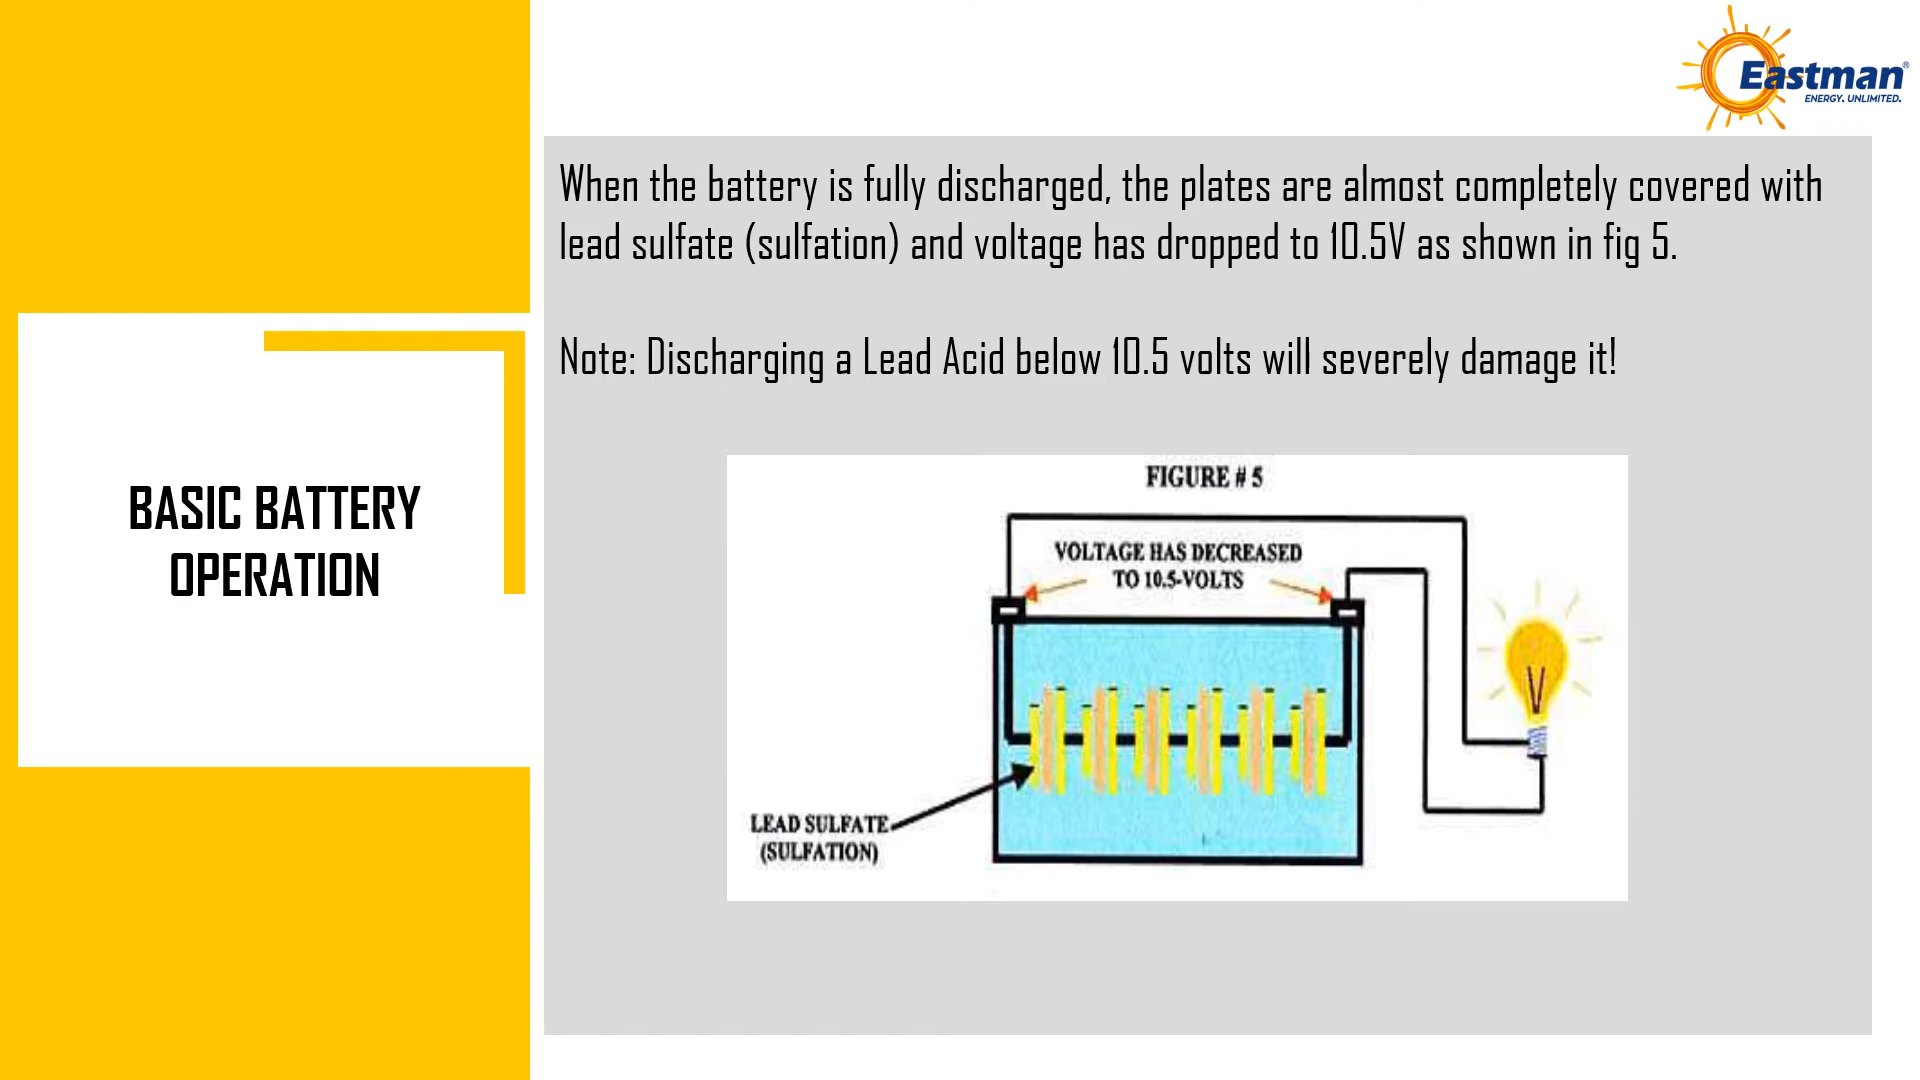 Eastman®
ENERGY. UNLIMITED.
When the battery is fully discharged, the plates are almost completely covered with
lead sulfate (sulfation) and voltage has dropped to 10.5V as shown in fig 5.
Note: Discharging a Lead Acid below 10.5 volts will severely damage it!
BASIC BATTERY
OPERATION
FIGURE # 5
VOLTAGE HAS DECREASED
TO 10.5-VOLTS
LEAD SULFATE
(SULFATION)